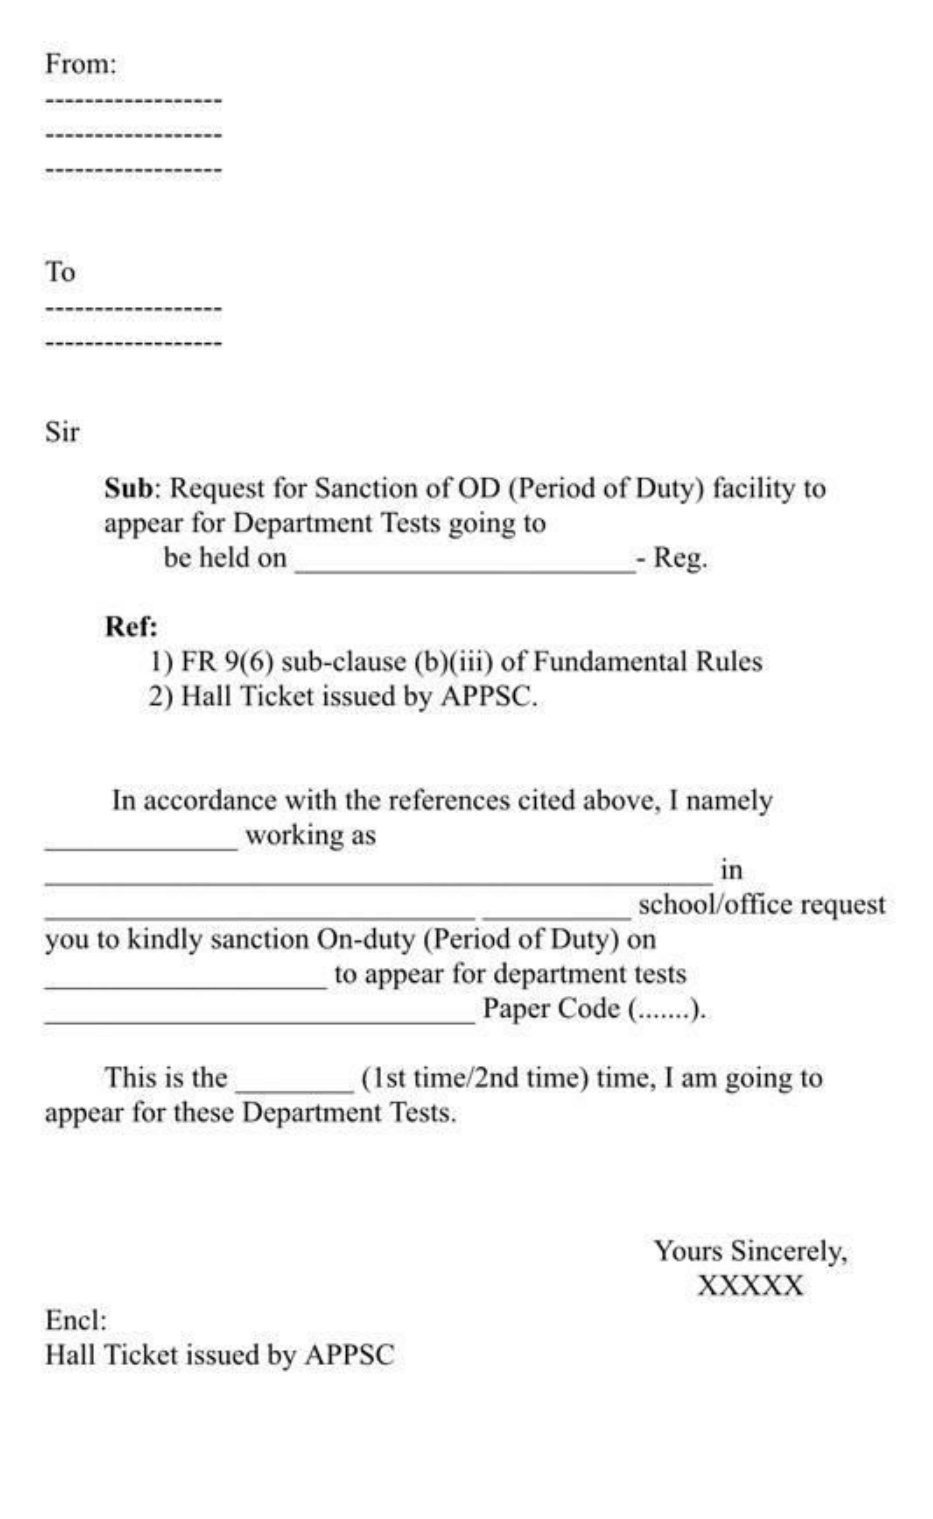 From:
------------------
------------------
------------------
To
------------------
------------------
Sir
Sub: Request for Sanction of OD (Period of Duty) facility to
appear for Department Tests going to
be held on _______________________- Reg.
Ref:
1) FR 9(6) sub-clause (b)(iii) of Fundamental Rules
2) Hall Ticket issued by APPSC.
In accordance with the references cited above, I namely
_____________ working as
_____________________________________________ in
_____________________________ __________ school/office request
you to kindly sanction On-duty (Period of Duty) on
___________________ to appear for department tests
_____________________________ Paper Code (.......).
This is the ________ (1st time/2nd time) time, I am going to
appear for these Department Tests.
Yours Sincerely,
XXXXX
Encl:
Hall Ticket issued by APPSC